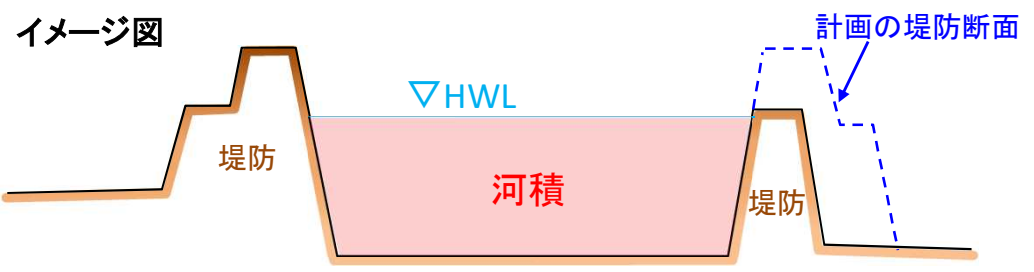 イメージ図
計画の堤防断面
▽HWL
堤防
河積
堤防